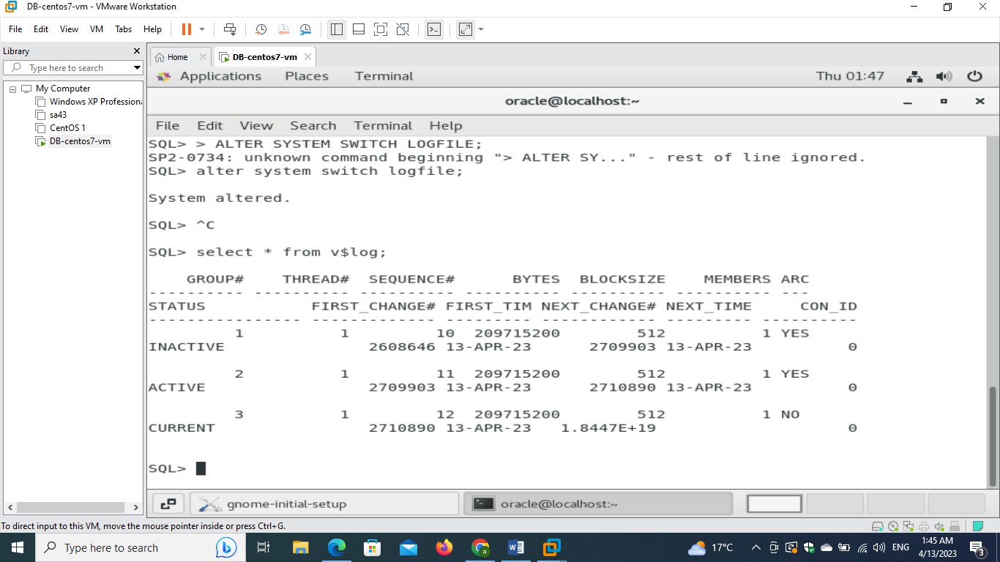 DB-centos7-vm - VMware Workstation
File Edit View VM Tabs Help
Library
Type here to search
My Computer
Windows XP Professiona
sa43
CentOS 1
DB-centos7-vm
Home DB-centos7-vm
Applications Places Terminal Thu 01:47
oracle@localhost:~
File Edit View Search Terminal Help
SQL> > ALTER SYSTEM SWITCH LOGFILE;
SP2-0734: unknown command beginning "> ALTER SY..." - rest of line ignored.
SQL> alter system switch logfile;
System altered.
SQL> ^C
SQL> select * from v$log;
GROUP# THREAD# SEQUENCE# BYTES BLOCKSIZE MEMBERS ARC
---------- ---------- ---------- ---------- ---------- ---------- ---
STATUS FIRST_CHANGE# FIRST_TIM NEXT_CHANGE# NEXT_TIME CON_ID
---------------- ------------- --------- ------------ --------- ----------
1 1 10 209715200 512 1 YES
INACTIVE 2608646 13-APR-23 2709903 13-APR-23 0
2 1 11 209715200 512 1 YES
ACTIVE 2709903 13-APR-23 2710890 13-APR-23 0
3 1 12 209715200 512 1 NO
CURRENT 2710890 13-APR-23 1.8447E+19 0
SQL>
gnome-initial-setup oracle@localhost:~
To direct input to this VM, move the mouse pointer inside or press Ctrl+G.
Type here to search 17°C ENG 1:45 AM
4/13/2023 3